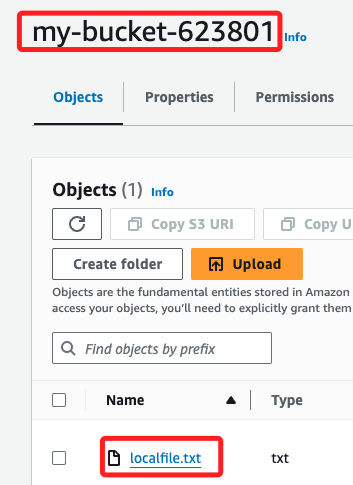 my-bucket-623801 Info
Objects Properties Permissions
Objects (1) Info
Copy S3 URI Copy U
Create folder Upload
Objects are the fundamental entities stored in Amazon
access your objects, you'll need to explicitly grant them
Find objects by prefix
Name Type
localfile.txt txt